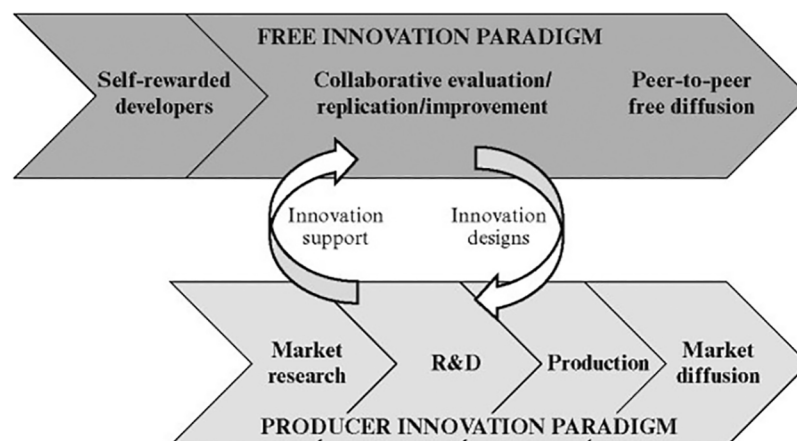 FREE INNOVATION PARADIGM
Self-rewarded
developers
Collaborative evaluation/
replication/improvement
Peer-to-peer
free diffusion
Innovation
support
Innovation
designs
Market
research
R&D
Production
Market
diffusion
PRODUCER INNOVATION PARADIGM